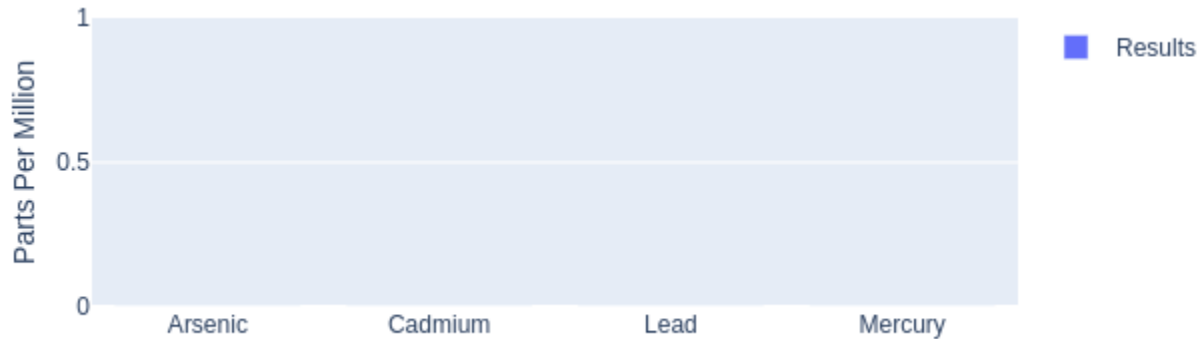 1
Results
Parts Per Million
0.5
0
Arsenic Cadmium Lead Mercury